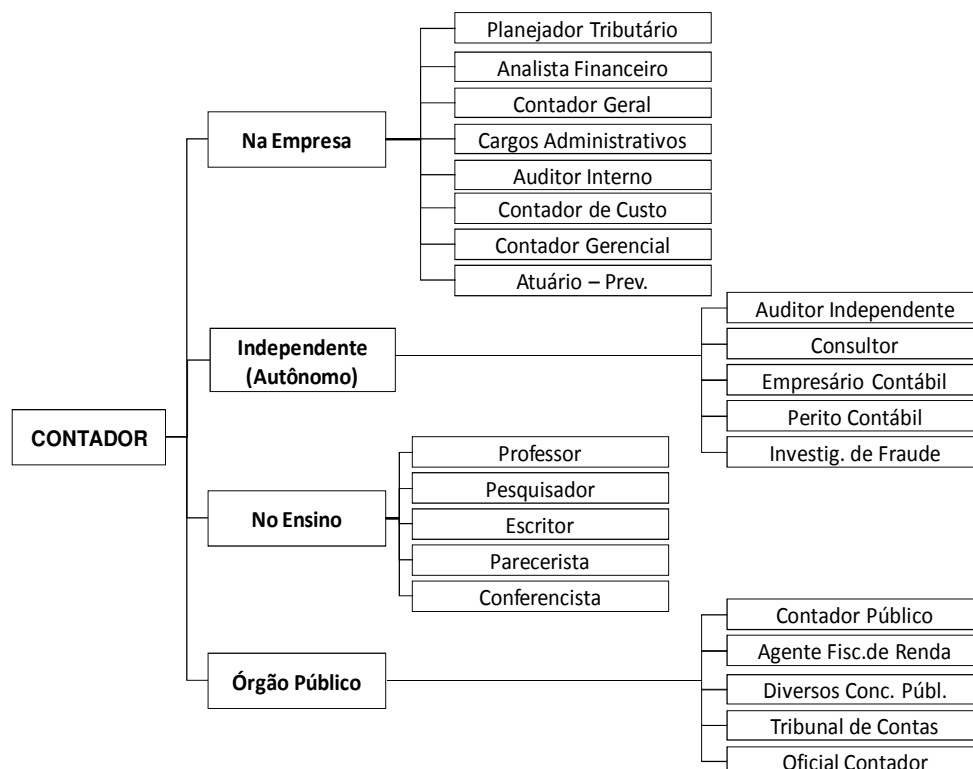 CONTADOR
Na Empresa
Planejador Tributário
Analista Financeiro
Contador Geral
Cargos Administrativos
Auditor Interno
Contador de Custo
Contador Gerencial
Atuário – Prev.
Independente
(Autônomo)
Auditor Independente
Consultor
Empresário Contábil
Perito Contábil
Investig. de Fraude
No Ensino
Professor
Pesquisador
Escritor
Parecerista
Conferencista
Órgão Público
Contador Público
Agente Fisc.de Renda
Diversos Conc. Públ.
Tribunal de Contas
Oficial Contador